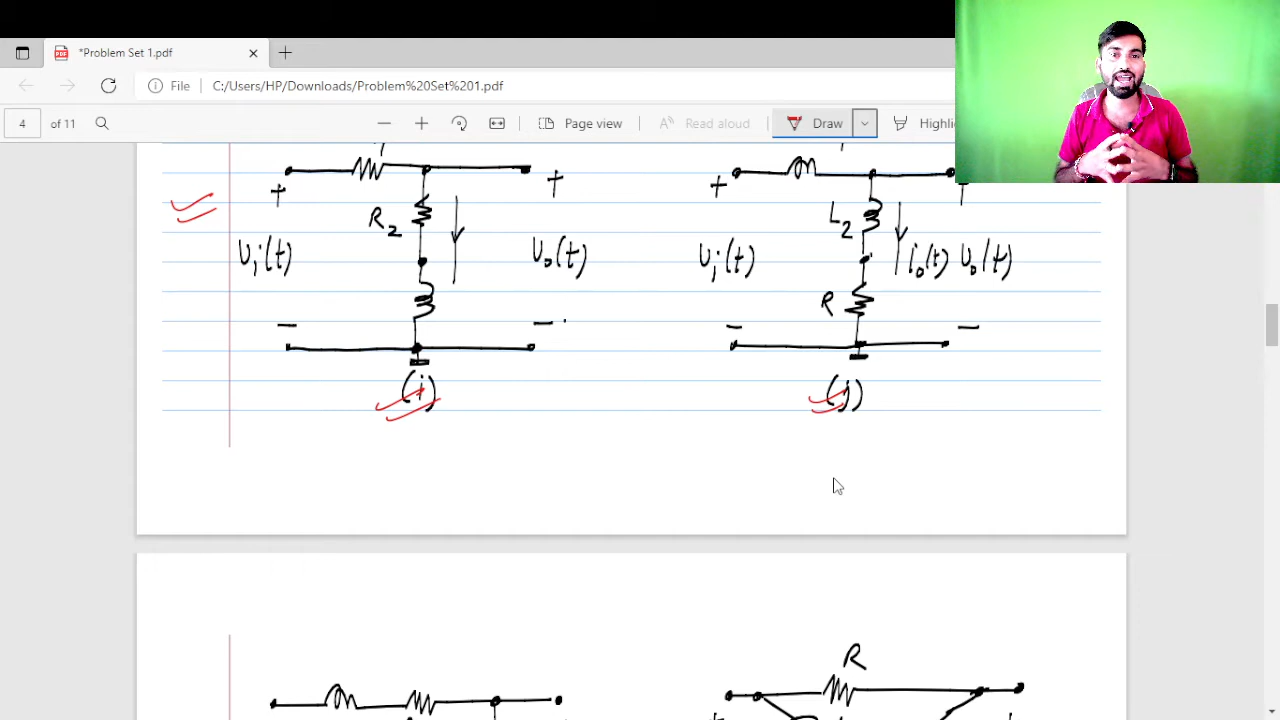 *Problem Set 1.pdf
File C:/Users/HP/Downloads/Problem%20Set%201.pdf
4 of 11 Page view Read aloud Draw
+ + + +
R2 L2
Vi(t) Vo(t) Vi(t) io(t) Vo(t)
R
- - - -
(i) (j)
R